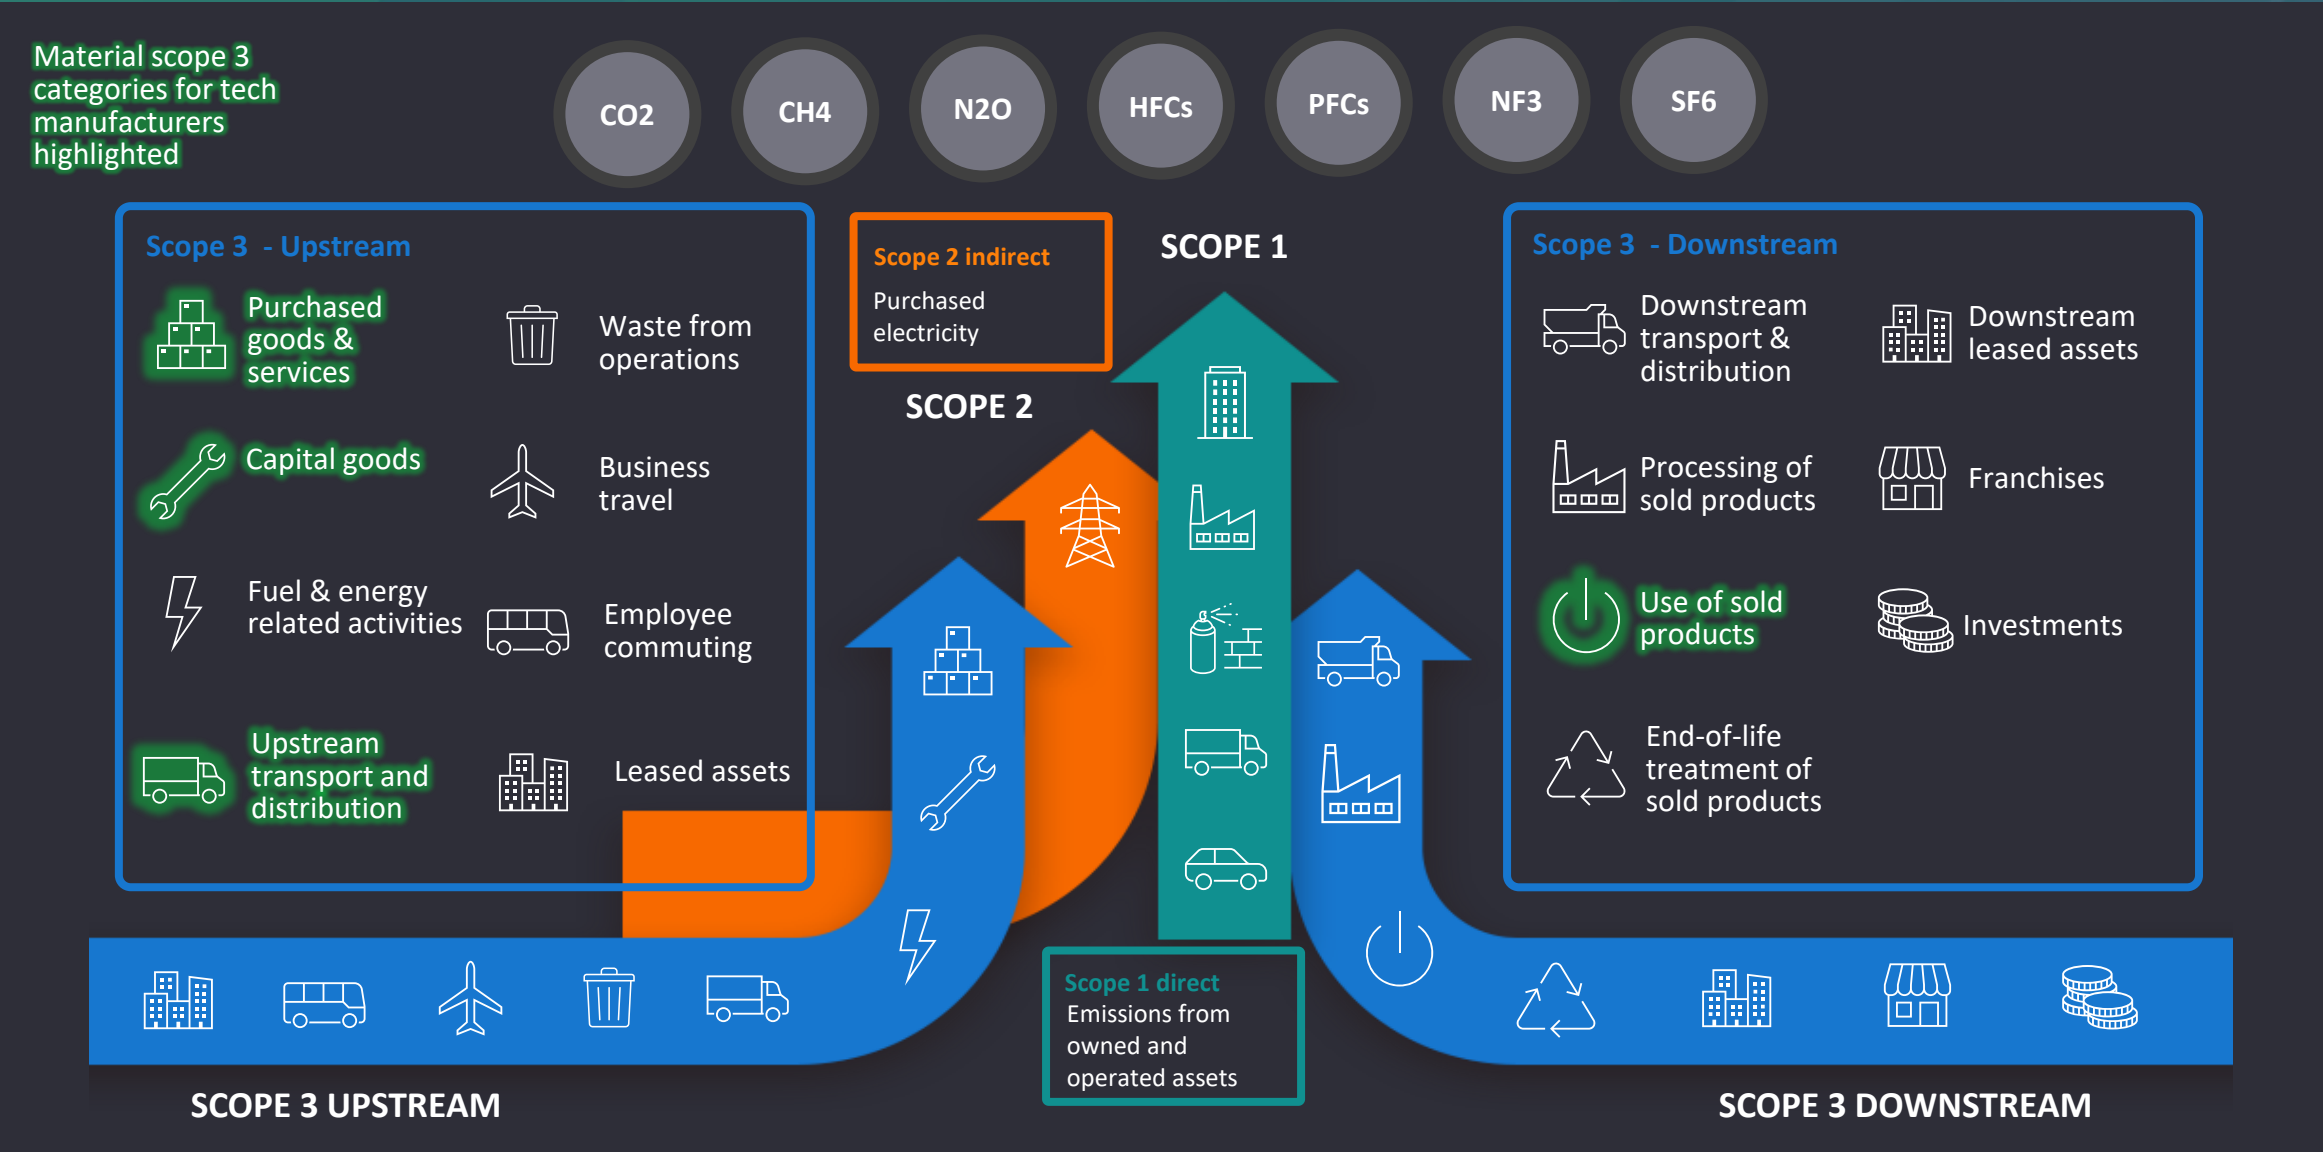 Material scope 3
categories for tech
manufacturers
highlighted
CO2
CH4
N2O
HFCs
PFCs
NF3
SF6
Scope 3 - Upstream
Purchased
goods &
services
Waste from
operations
Capital goods
Business
travel
Fuel & energy
related activities
Employee
commuting
Upstream
transport and
distribution
Leased assets
Scope 2 indirect
Purchased
electricity
SCOPE 2
SCOPE 1
Scope 1 direct
Emissions from
owned and
operated assets
Scope 3 - Downstream
Downstream
transport &
distribution
Downstream
leased assets
Processing of
sold products
Franchises
Use of sold
products
Investments
End-of-life
treatment of
sold products
SCOPE 3 UPSTREAM
SCOPE 3 DOWNSTREAM